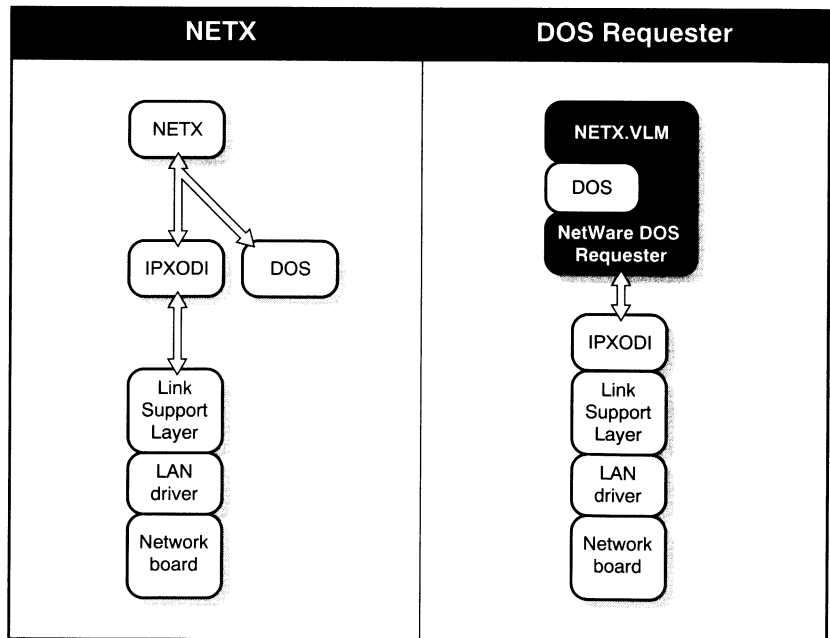 NETX
DOS Requester
NETX
IPXODI
DOS
Link
Support
Layer
LAN
driver
Network
board
NETX.VLM
DOS
NetWare DOS
Requester
IPXODI
Link
Support
Layer
LAN
driver
Network
board